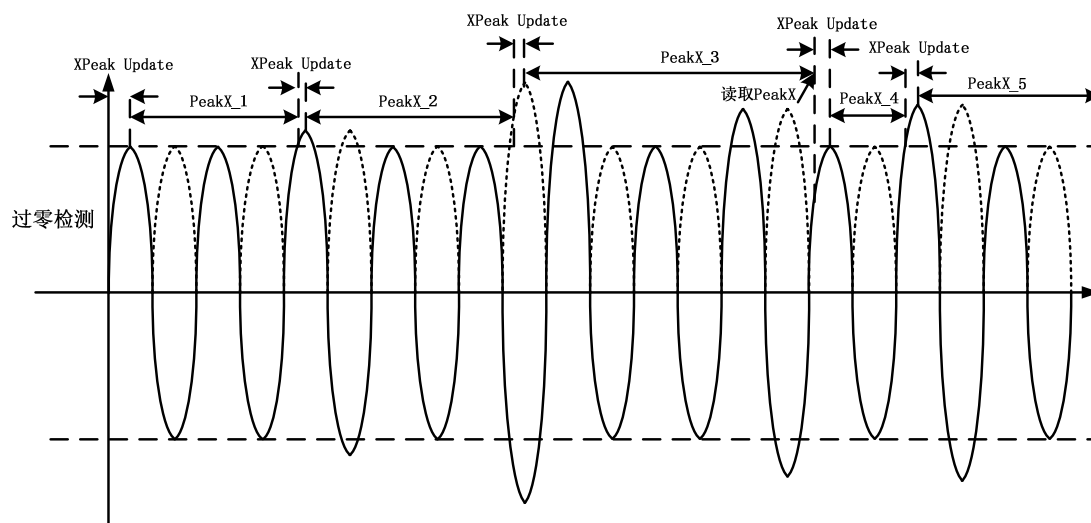 XPeak Update
XPeak Update
XPeak Update
XPeak Update
XPeak Update
PeakX_3
读取PeakX
PeakX_1
PeakX_2
PeakX_4
PeakX_5
过零检测